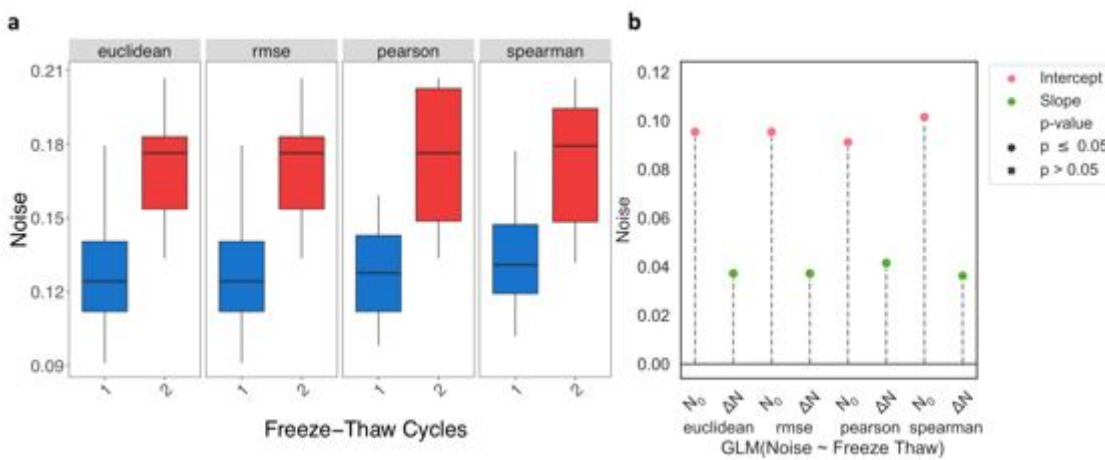 a
euclidean rmse pearson spearman
0.21
0.18
0.15
0.12
0.09
Noise
1 2 1 2 1 2 1 2
Freeze-Thaw Cycles
b
0.12
0.10
0.08
0.06
0.04
0.02
0.00
Noise
N₀ ΔN N₀ ΔN N₀ ΔN N₀ ΔN
euclidean rmse pearson spearman
GLM(Noise ~ Freeze Thaw)
Intercept
Slope
p-value
p ≤ 0.05
p > 0.05